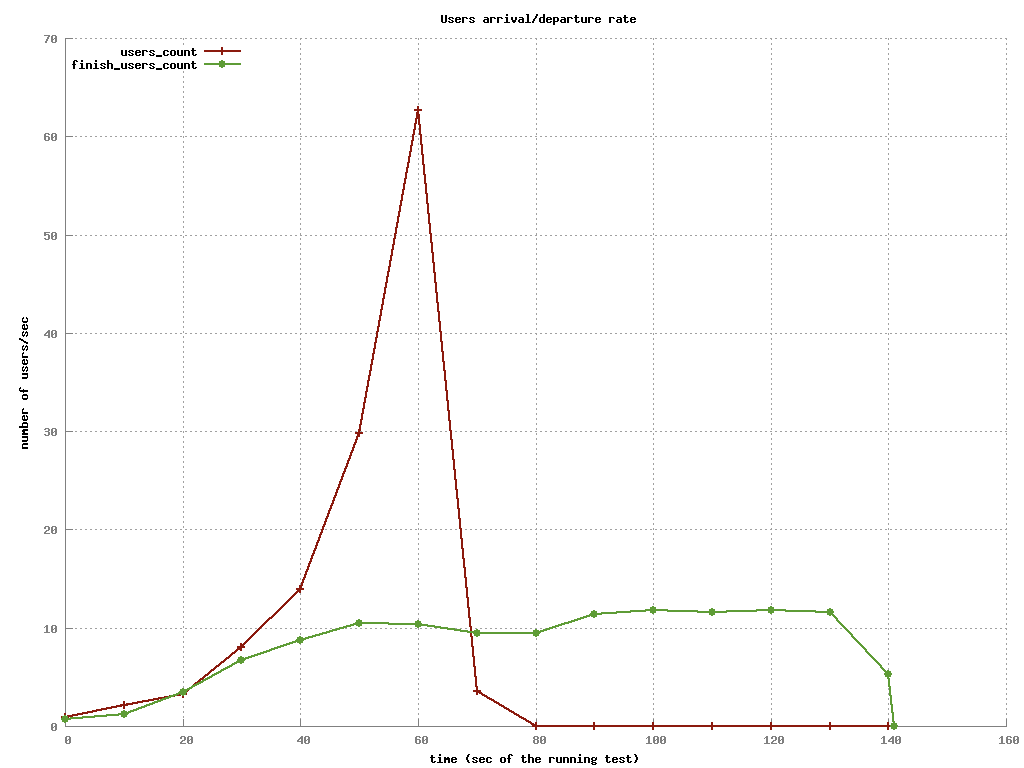 Users arrival/departure rate
users_count
finish_users_count
70
60
50
40
30
20
10
0
number of users/sec
0 20 40 60 80 100 120 140 160
time (sec of the running test)